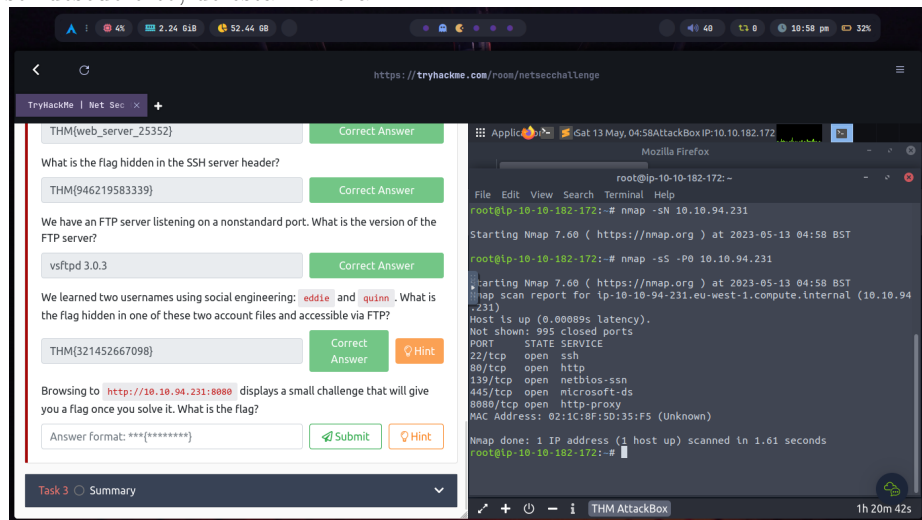 4% 2.24 GiB 52.44 GB 40 0 10:58 pm 32%
https://tryhackme.com/room/netsecchallenge
TryHackMe | Net Sec
THM{web_server_25352}
Correct Answer
What is the flag hidden in the SSH server header?
THM{946219583339}
Correct Answer
We have an FTP server listening on a nonstandard port. What is the version of the
FTP server?
vsftpd 3.0.3
Correct Answer
We learned two usernames using social engineering: eddie and quinn . What is
the flag hidden in one of these two account files and accessible via FTP?
THM{321452667098}
Correct
Answer
Hint
Browsing to http://10.10.94.231:8080 displays a small challenge that will give
you a flag once you solve it. What is the flag?
Answer format: ***{********}
Submit
Hint
Task 3 Summary
Applic Sat 13 May, 04:58 AttackBox IP:10.10.182.172
Mozilla Firefox
root@ip-10-10-182-172: ~
File Edit View Search Terminal Help
root@ip-10-10-182-172:~# nmap -sN 10.10.94.231
Starting Nmap 7.60 ( https://nmap.org ) at 2023-05-13 04:58 BST
root@ip-10-10-182-172:~# nmap -sS -P0 10.10.94.231
tarting Nmap 7.60 ( https://nmap.org ) at 2023-05-13 04:58 BST
map scan report for ip-10-10-94-231.eu-west-1.compute.internal (10.10.94
.231)
Host is up (0.00089s latency).
Not shown: 995 closed ports
PORT STATE SERVICE
22/tcp open ssh
80/tcp open http
139/tcp open netbios-ssn
445/tcp open microsoft-ds
8080/tcp open http-proxy
MAC Address: 02:1C:8F:5D:35:F5 (Unknown)
Nmap done: 1 IP address (1 host up) scanned in 1.61 seconds
root@ip-10-10-182-172:~#
THM AttackBox
1h 20m 42s